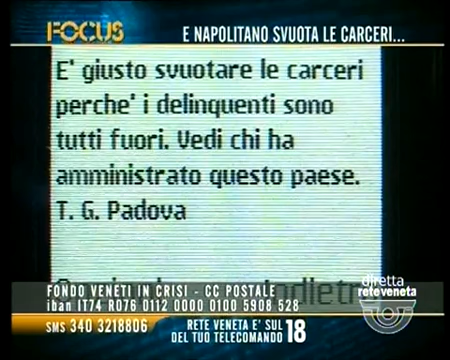 FOCUS
E NAPOLITANO SVUOTA LE CARCERI...
E' giusto svuotare le carceri
perche' i delinquenti sono
tutti fuori. Vedi chi ha
amministrato questo paese.
T. G. Padova
FONDO VENETI IN CRISI - CC POSTALE
iban IT74 R076 0112 0000 0100 5908 528
diretta
reteveneta
SMS 340 3218806
RETE VENETA E' SUL
DEL TUO TELECOMANDO 18